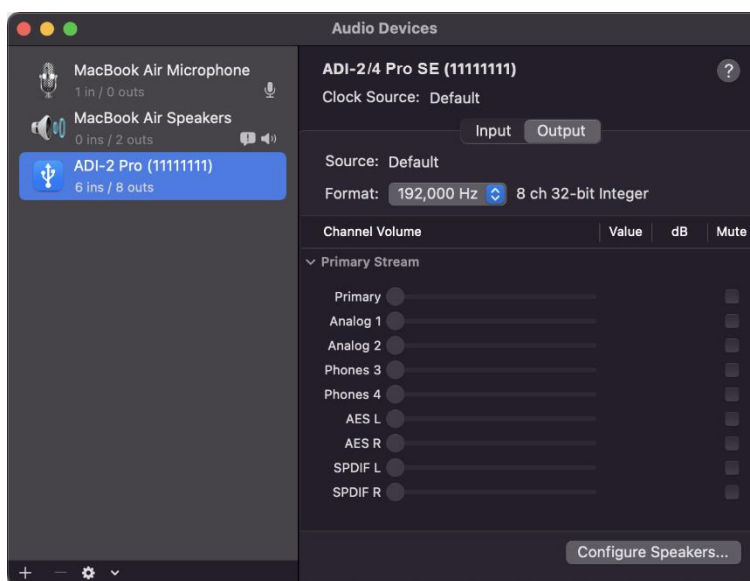 Audio Devices
MacBook Air Microphone
1 in / 0 outs
MacBook Air Speakers
0 ins / 2 outs
ADI-2 Pro (11111111)
6 ins / 8 outs
ADI-2/4 Pro SE (11111111)
?
Clock Source: Default
Input Output
Source: Default
Format: 192,000 Hz 8 ch 32-bit Integer
Channel Volume Value dB Mute
Primary Stream
Primary
Analog 1
Analog 2
Phones 3
Phones 4
AES L
AES R
SPDIF L
SPDIF R
Configure Speakers...